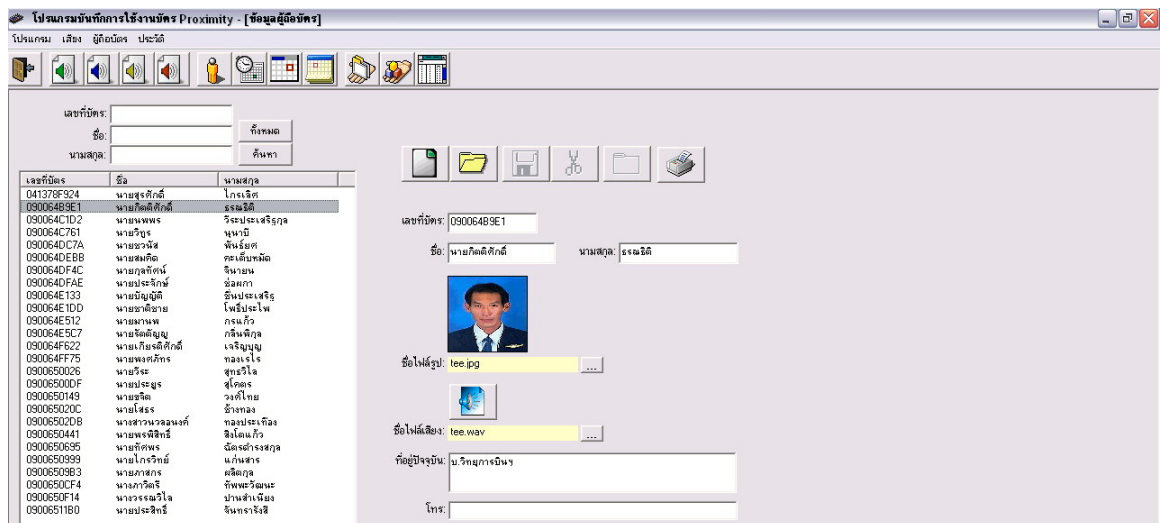 โปรแกรมบันทึกการใช้งานบัตร Proximity - [ข้อมูลผู้ถือบัตร]
โปรแกรม เสียง ผู้ถือบัตร ประวัติ
เลขที่บัตร:
ชื่อ: ทั้งหมด
นามสกุล: ค้นหา
เลขที่บัตร ชื่อ นามสกุล
041378F924 นายสุรศักดิ์ ไกรเลิศ
090064B9E1 นายกิตติศักดิ์ ธรณธิติ
090064C1D2 นายนพพร วีระประเสริฐกุล
090064C761 นายวิฑูร นุนาบี
090064DC7A นายชวนัส พันธ์ยศ
090064DEBB นายสมคิด
090064DF4C นายกุลทัศน์ จินายน
090064DFAE นายประจักษ์ ช่อผกา
090064E133 นายบัญญัติ ชื่นประเสริฐ
090064E1DD นายชาติชาย โพธิ์ประไพ
090064E512 นายมานพ กรแก้ว
090064E5C7 นายรัตติญญู กลิ่นพิกุล
090064F622 นายเกียรติศักดิ์ เจริญบุญ
090064FF75 นายพงศภัทร ทองเรไร
0900650026 นายวีระ สุทธวิไล
09006500DF นายประยูร สุโคตร
0900650149 นายชูจิต วงศ์ไทย
090065020C นายโสธร ช้างทอง
09006502DB นางสาวนวลอนงค์ ทองประเทือง
0900650441 นายพรพิสิทธิ์ สิงโตแก้ว
0900650695 นายทัศพร ฉัตรดำรงสกุล
0900650999 นายไกรวิทย์ แก่นสาร
09006509B3 นายภาสกร ผลิตกุล
0900650CF4 นางภาวิตรี ทัพพะวัฒนะ
0900650F14 นางวรรณวิไล ปานสำเนียง
09006511B0 นายประสิทธิ์ จันทรารังสี
เลขที่บัตร: 090064B9E1
ชื่อ: นายกิตติศักดิ์ นามสกุล: ธรณธิติ
ชื่อไฟล์รูป: tee.jpg ...
ชื่อไฟล์เสียง: tee.wav ...
ที่อยู่ปัจจุบัน: บ.วิทยุการบินฯ
โทร: